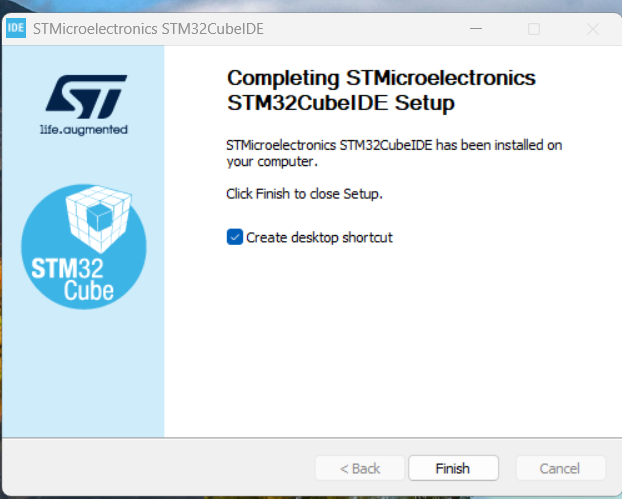 IDE STMicroelectronics STM32CubeIDE
ST
life.augmented
STM32
Cube
Completing STMicroelectronics
STM32CubeIDE Setup
STMicroelectronics STM32CubeIDE has been installed on
your computer.
Click Finish to close Setup.
Create desktop shortcut
< Back Finish Cancel